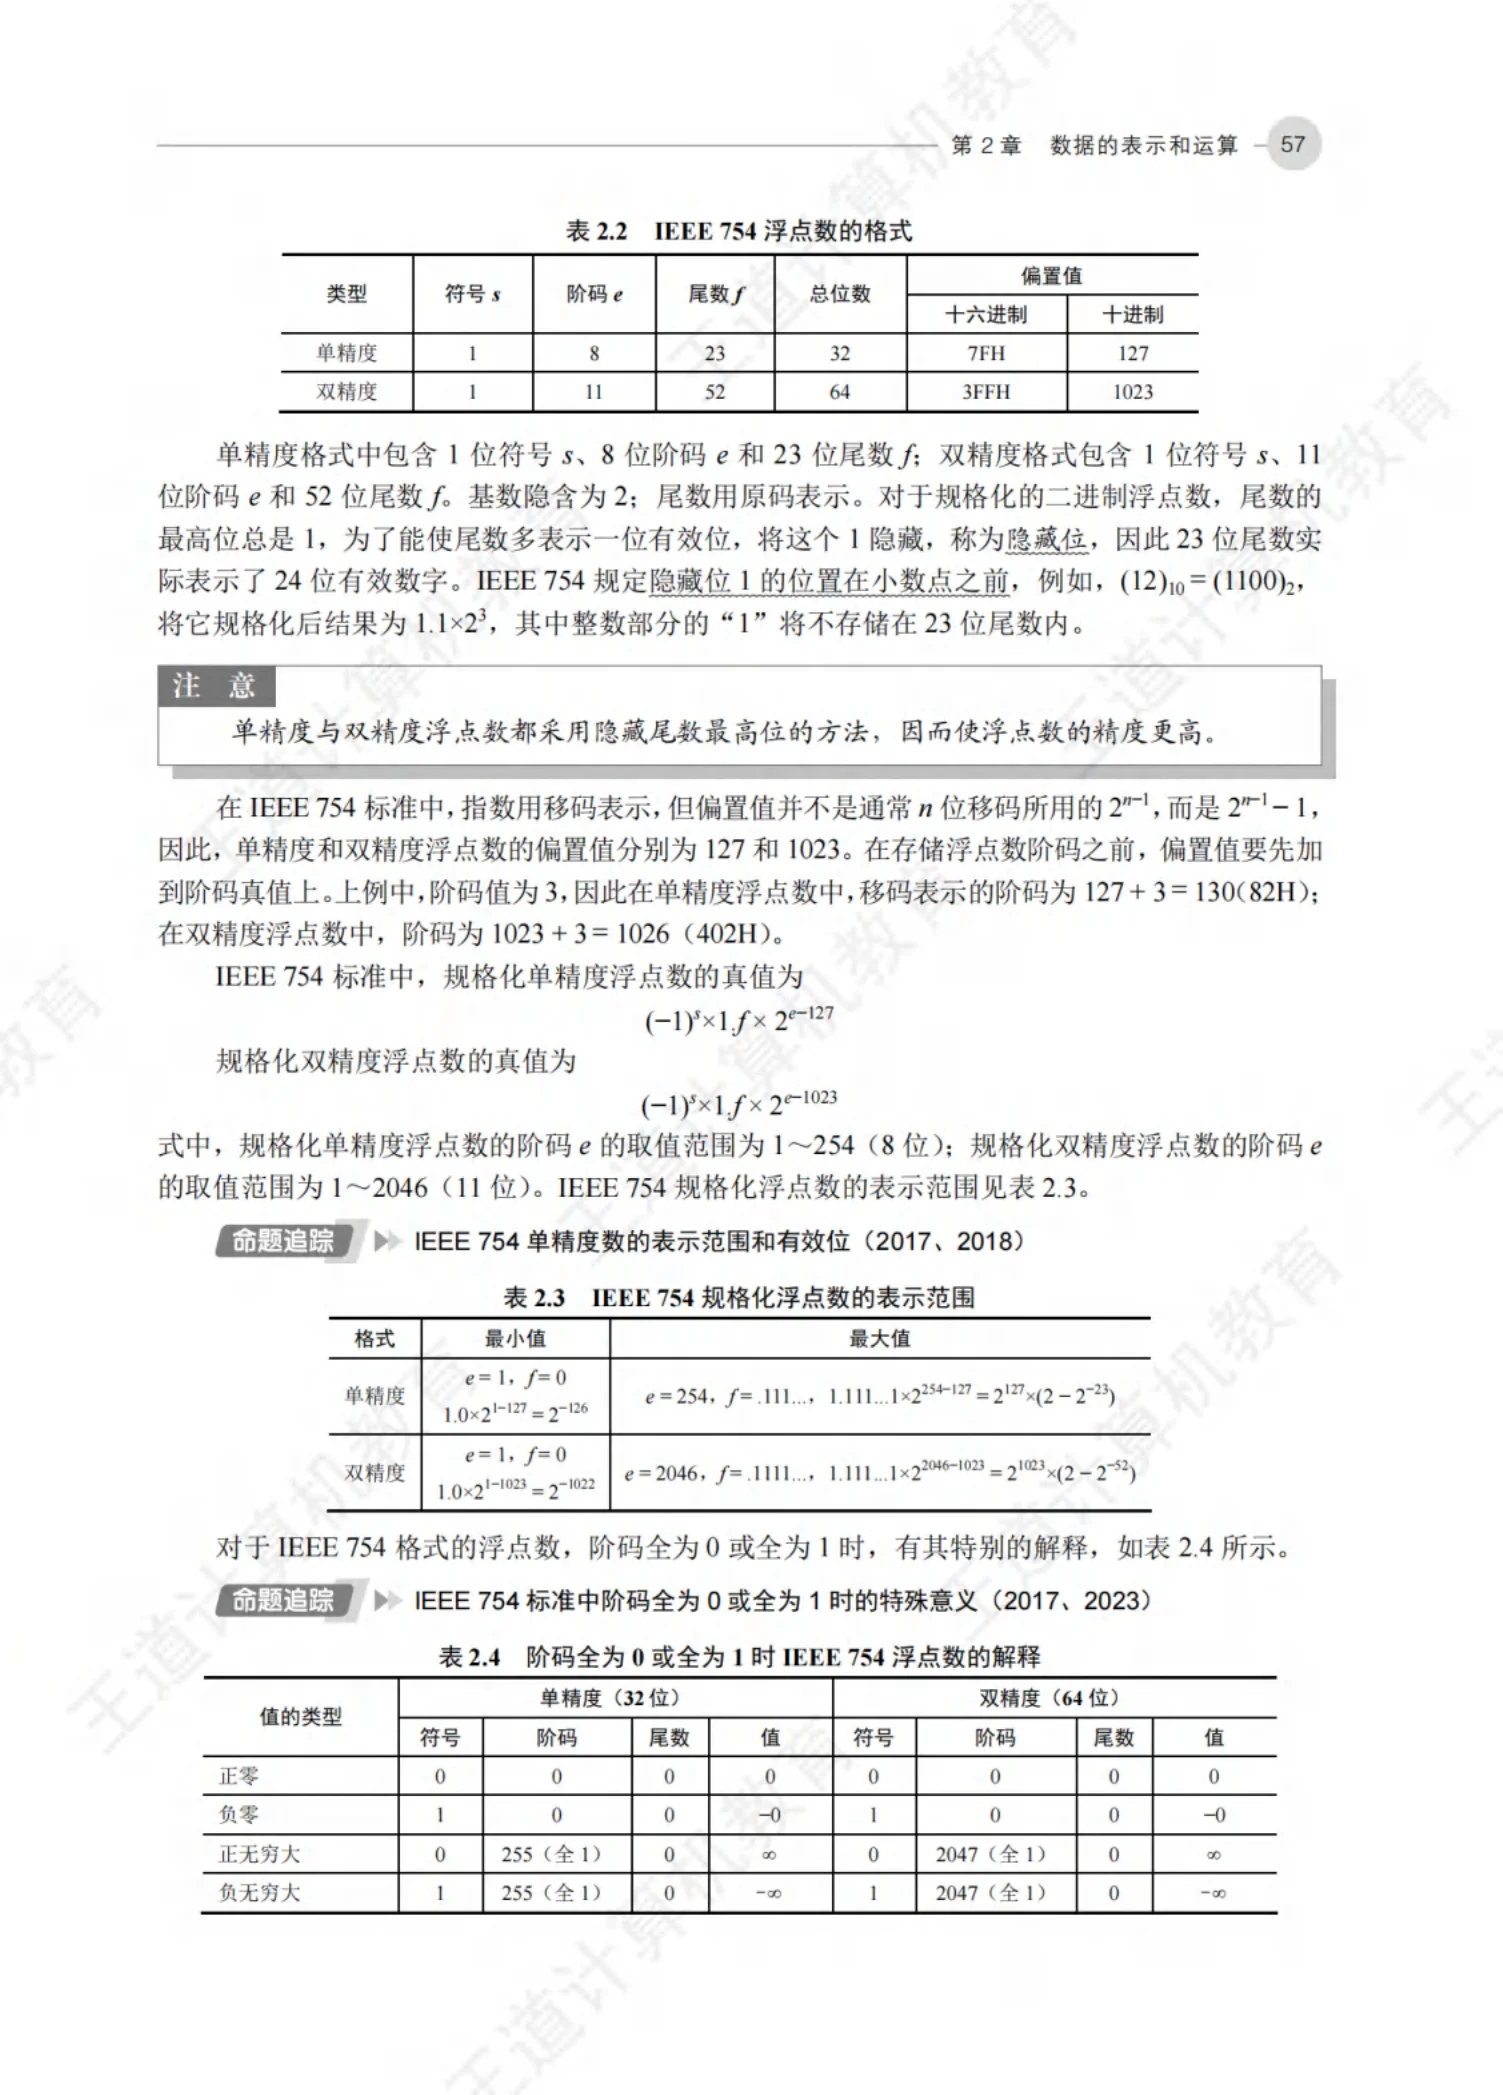 第 2 章 数据的表示和运算 57
表 2.2 IEEE 754 浮点数的格式
类型 符号 s 阶码 e 尾数 f 总位数 偏置值
十六进制 十进制
单精度 1 8 23 32 7FH 127
双精度 1 11 52 64 3FFH 1023
单精度格式中包含 1 位符号 s、8 位阶码 e 和 23 位尾数 f；双精度格式包含 1 位符号 s、11
位阶码 e 和 52 位尾数 f。基数隐含为 2；尾数用原码表示。对于规格化的二进制浮点数，尾数的
最高位总是 1，为了能使尾数多表示一位有效位，将这个 1 隐藏，称为隐藏位，因此 23 位尾数实
际表示了 24 位有效数字。IEEE 754 规定隐藏位 1 的位置在小数点之前，例如，(12)₁₀ = (1100)₂，
将它规格化后结果为 1.1×2³，其中整数部分的“1”将不存储在 23 位尾数内。
注 意
单精度与双精度浮点数都采用隐藏尾数最高位的方法，因而使浮点数的精度更高。
在 IEEE 754 标准中，指数用移码表示，但偏置值并不是通常 n 位移码所用的 2ⁿ⁻¹，而是 2ⁿ⁻¹ − 1，
因此，单精度和双精度浮点数的偏置值分别为 127 和 1023。在存储浮点数阶码之前，偏置值要先加
到阶码真值上。上例中，阶码值为 3，因此在单精度浮点数中，移码表示的阶码为 127 + 3 = 130（82H）；
在双精度浮点数中，阶码为 1023 + 3 = 1026（402H）。
IEEE 754 标准中，规格化单精度浮点数的真值为
(−1)ˢ×1.f × 2ᵉ⁻¹²⁷
规格化双精度浮点数的真值为
(−1)ˢ×1.f × 2ᵉ⁻¹⁰²³
式中，规格化单精度浮点数的阶码 e 的取值范围为 1～254（8 位）；规格化双精度浮点数的阶码 e
的取值范围为 1～2046（11 位）。IEEE 754 规格化浮点数的表示范围见表 2.3。
命题追踪 IEEE 754 单精度数的表示范围和有效位（2017、2018）
表 2.3 IEEE 754 规格化浮点数的表示范围
格式 最小值 最大值
单精度 e = 1，f = 0
1.0×2¹⁻¹²⁷ = 2⁻¹²⁶ e = 254，f = .111…，1.111…1×2²⁵⁴⁻¹²⁷ = 2¹²⁷×(2 − 2⁻²³)
双精度 e = 1，f = 0
1.0×2¹⁻¹⁰²³ = 2⁻¹⁰²² e = 2046，f = .1111…，1.111…1×2²⁰⁴⁶⁻¹⁰²³ = 2¹⁰²³×(2 − 2⁻⁵²)
对于 IEEE 754 格式的浮点数，阶码全为 0 或全为 1 时，有其特别的解释，如表 2.4 所示。
命题追踪 IEEE 754 标准中阶码全为 0 或全为 1 时的特殊意义（2017、2023）
表 2.4 阶码全为 0 或全为 1 时 IEEE 754 浮点数的解释
值的类型 单精度（32 位） 双精度（64 位）
符号 阶码 尾数 值 符号 阶码 尾数 值
正零 0 0 0 0 0 0 0 0
负零 1 0 0 −0 1 0 0 −0
正无穷大 0 255（全 1） 0 ∞ 0 2047（全 1） 0 ∞
负无穷大 1 255（全 1） 0 −∞ 1 2047（全 1） 0 −∞
王道计算机教育